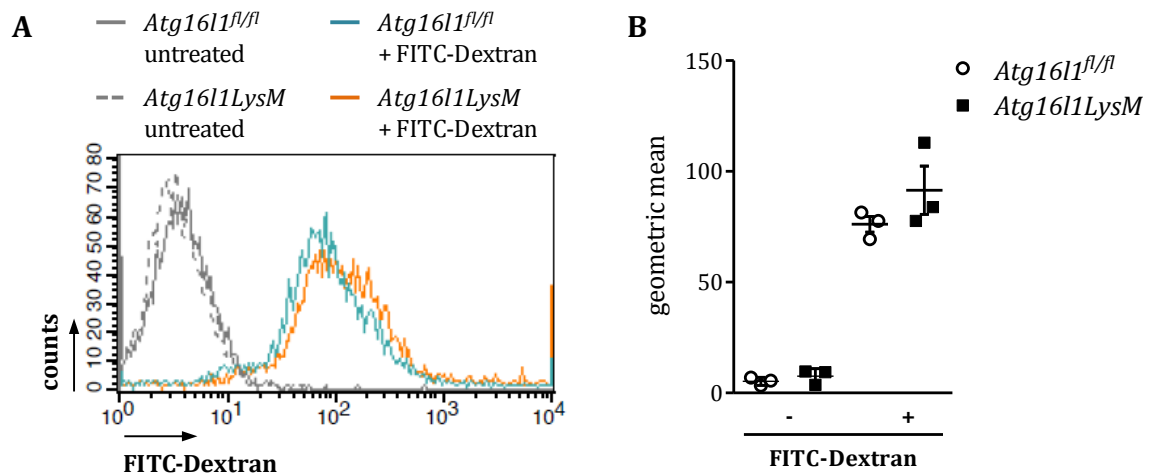 A
Atg16l1fl/fl
untreated
Atg16l1fl/fl
+ FITC-Dextran
Atg16l1LysM
untreated
Atg16l1LysM
+ FITC-Dextran
counts
0 10 20 30 40 50 60 70 80
10^0 10^1 10^2 10^3 10^4
FITC-Dextran
B
Atg16l1fl/fl
Atg16l1LysM
geometric mean
150
100
50
0
- +
FITC-Dextran